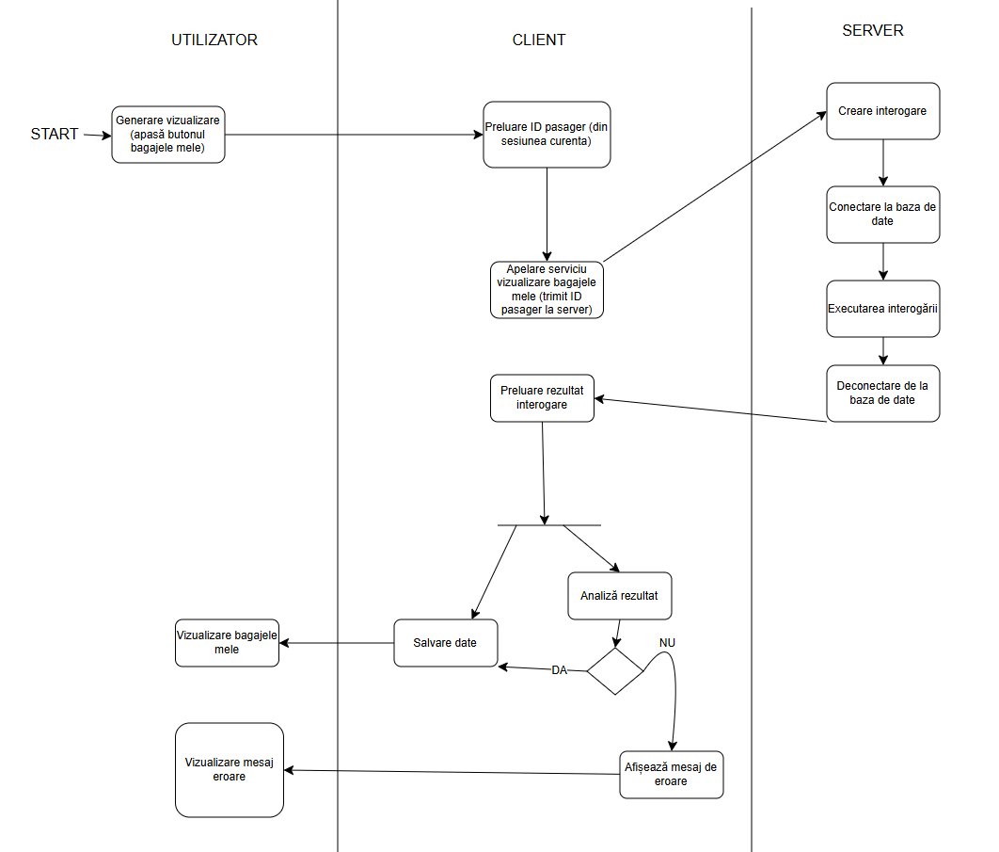 UTILIZATOR
CLIENT
SERVER
START
Generare vizualizare
(apasă butonul
bagajele mele)
Preluare ID pasager (din
sesiunea curenta)
Creare interogare
Conectare la baza de
date
Apelare serviciu
vizualizare bagajele
mele (trimit ID
pasager la server)
Executarea interogării
Deconectare de la
baza de date
Preluare rezultat
interogare
Analiză rezultat
Vizualizare bagajele
mele
Salvare date
DA
NU
Vizualizare mesaj
eroare
Afișează mesaj de
eroare